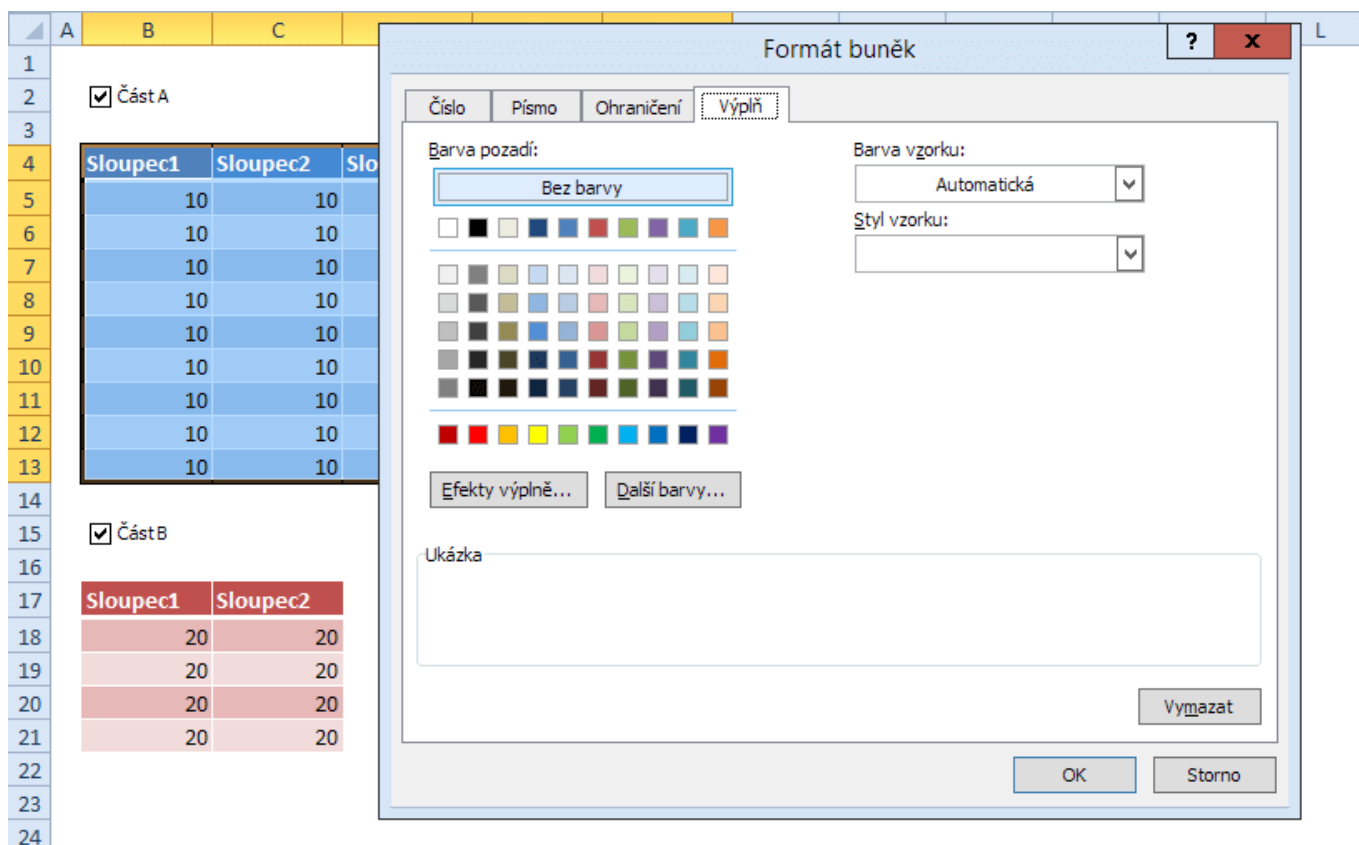 A B C L
Formát buněk ? x
1
2 Část A
3
4 Sloupec1 Sloupec2 Slo
5 10 10
6 10 10
7 10 10
8 10 10
9 10 10
10 10 10
11 10 10
12 10 10
13 10 10
14
15 Část B
16
17 Sloupec1 Sloupec2
18 20 20
19 20 20
20 20 20
21 20 20
22
23
24
Číslo Písmo Ohraničení Výplň
Barva pozadí: Barva vzorku:
Bez barvy Automatická
Styl vzorku:
Efekty výplně... Další barvy...
Ukázka
Vymazat
OK Storno